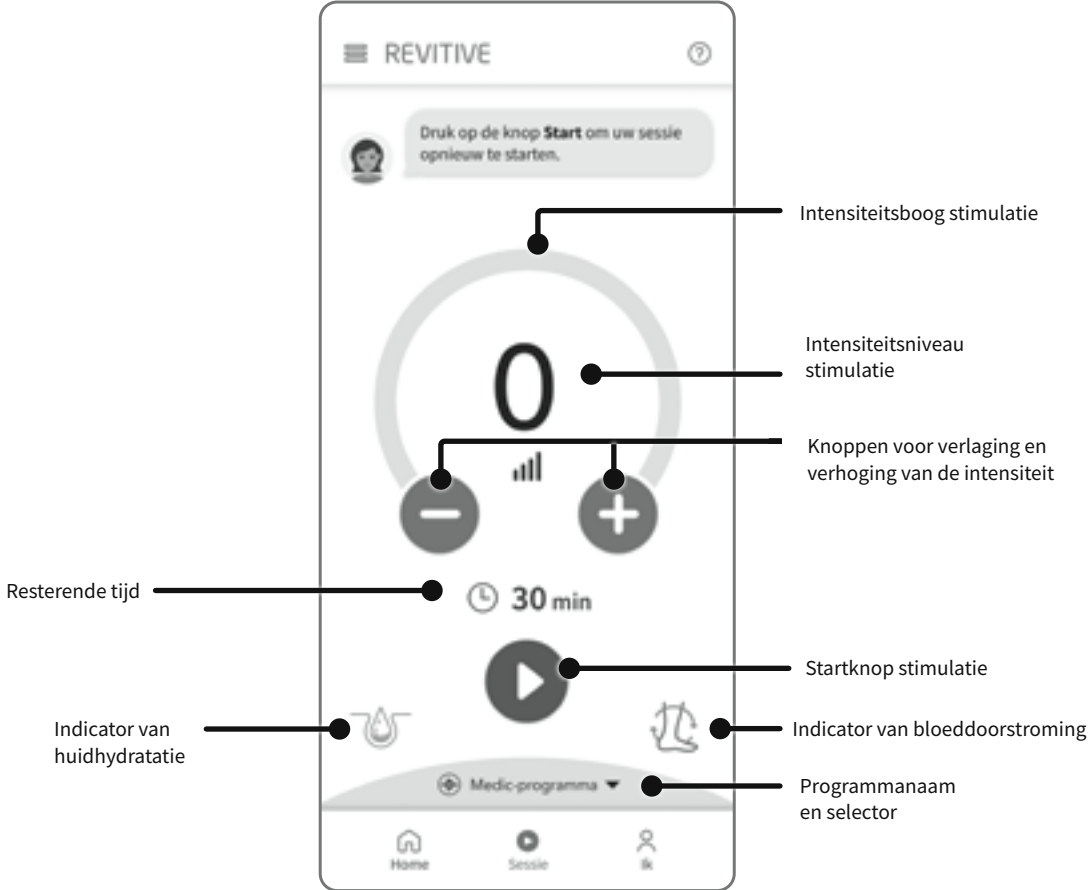 REVITIVE
?
Druk op de knop Start om uw sessie
opnieuw te starten.
Intensiteitsboog stimulatie
Intensiteitsniveau
stimulatie
0
Knoppen voor verlaging en
verhoging van de intensiteit
Resterende tijd
30 min
Startknop stimulatie
Indicator van
huidhydratatie
Indicator van bloeddoorstroming
Medic-programma
Programmanaam
en selector
Home
Sessie
Ik